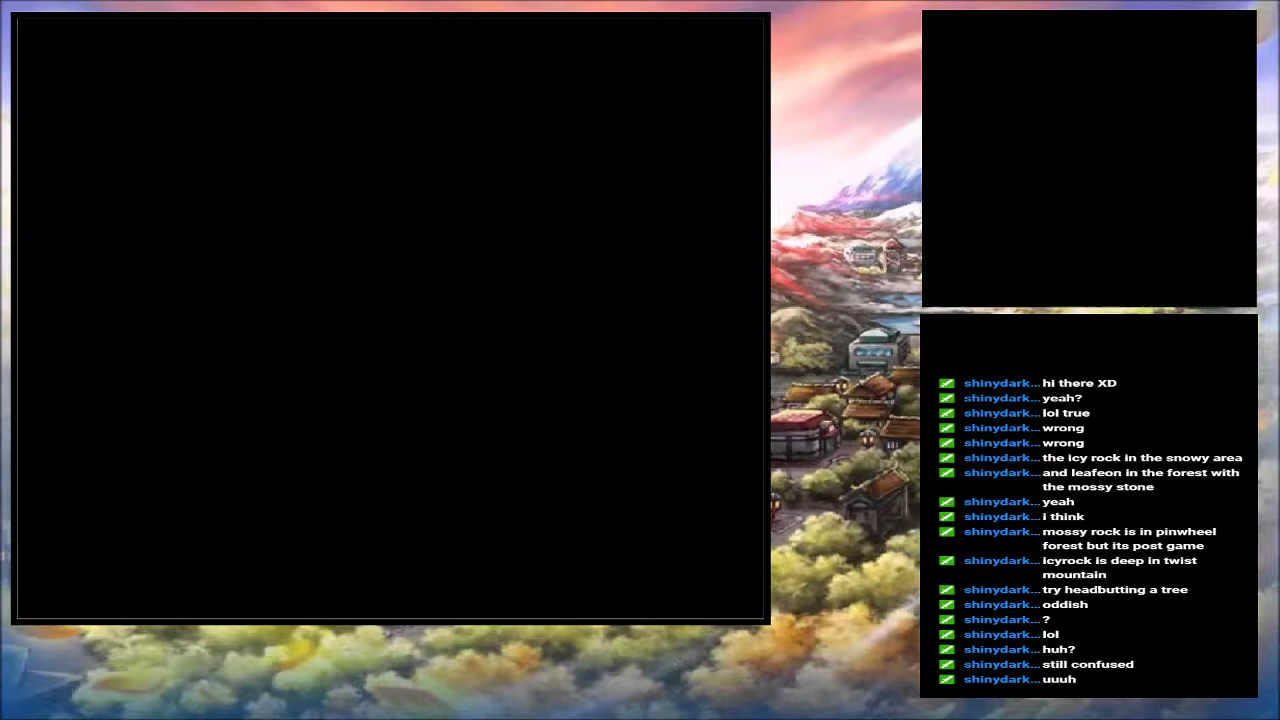 shinydark... hi there XD
shinydark... yeah?
shinydark... lol true
shinydark... wrong
shinydark... wrong
shinydark... the icy rock in the snowy area
shinydark... and leafeon in the forest with
the mossy stone
shinydark... yeah
shinydark... i think
shinydark... mossy rock is in pinwheel
forest but its post game
shinydark... icyrock is deep in twist
mountain
shinydark... try headbutting a tree
shinydark... oddish
shinydark... ?
shinydark... lol
shinydark... huh?
shinydark... still confused
shinydark... uuuh